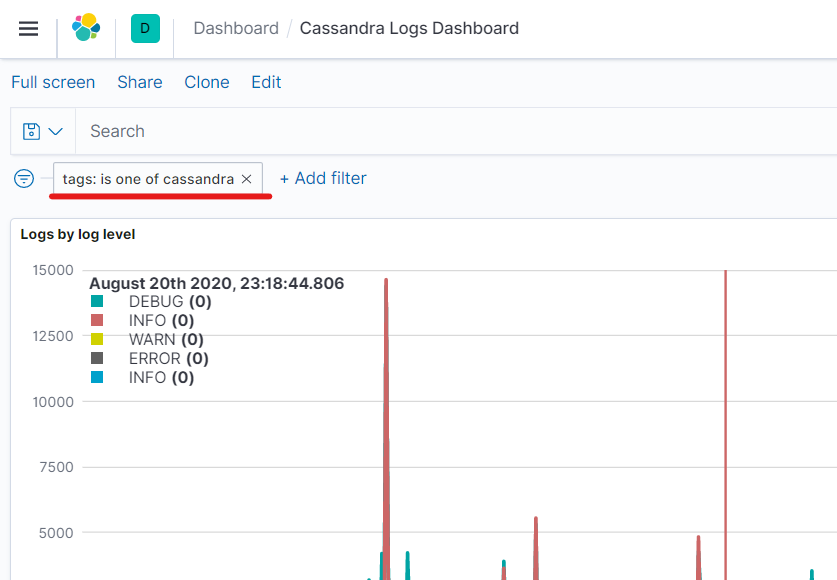 D Dashboard / Cassandra Logs Dashboard
Full screen Share Clone Edit
Search
tags: is one of cassandra × + Add filter
Logs by log level
15000
August 20th 2020, 23:18:44.806
DEBUG (0)
INFO (0)
12500
WARN (0)
ERROR (0)
INFO (0)
10000
7500
5000